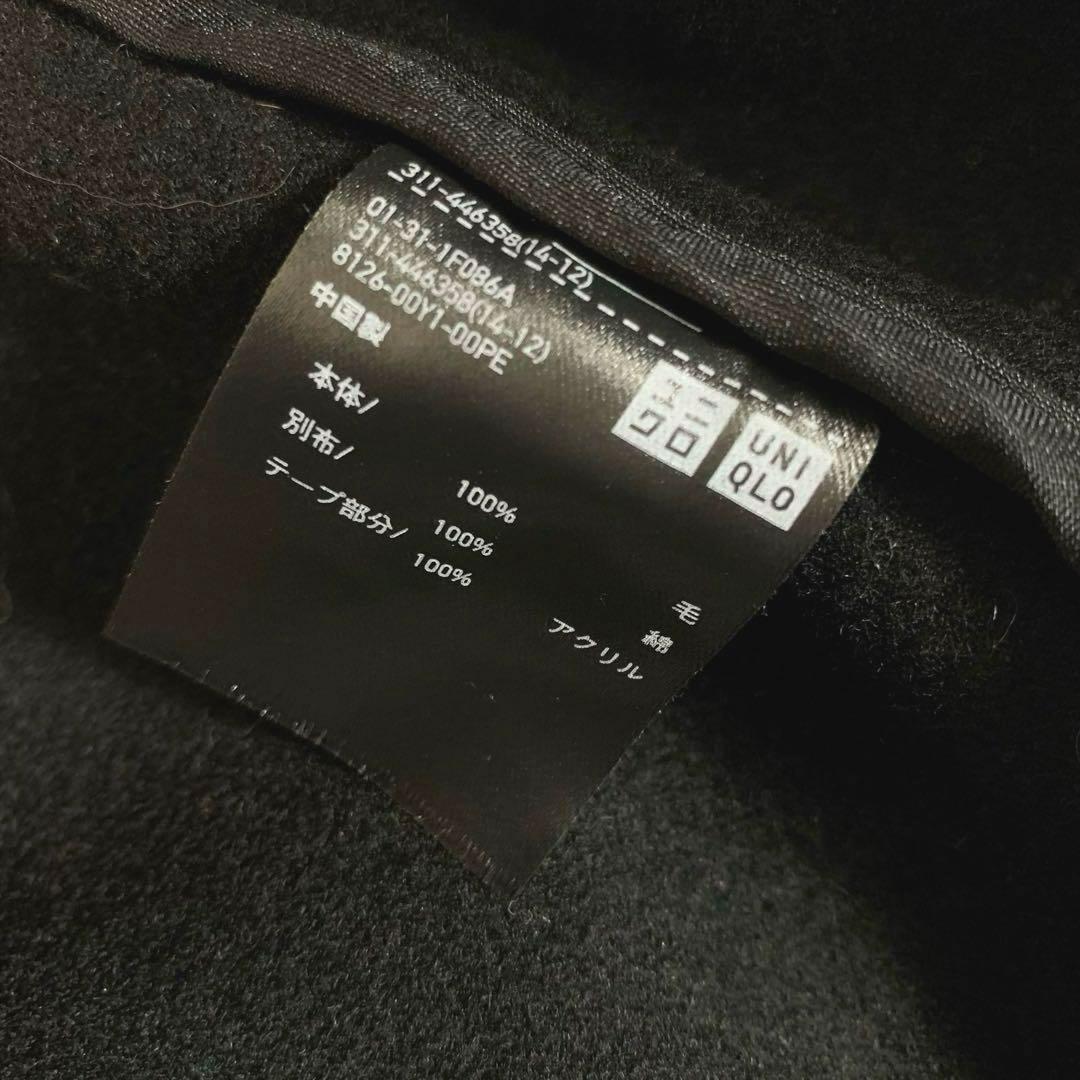 311-446358(14-12)
01-31-1F086A
311-446358(14-12)
8126-00Y1-00PE
中国製
ユニ
クロ
UNI
QLO
本体/
100% 毛
別布/
100% 綿
テープ部分/
100% アクリル